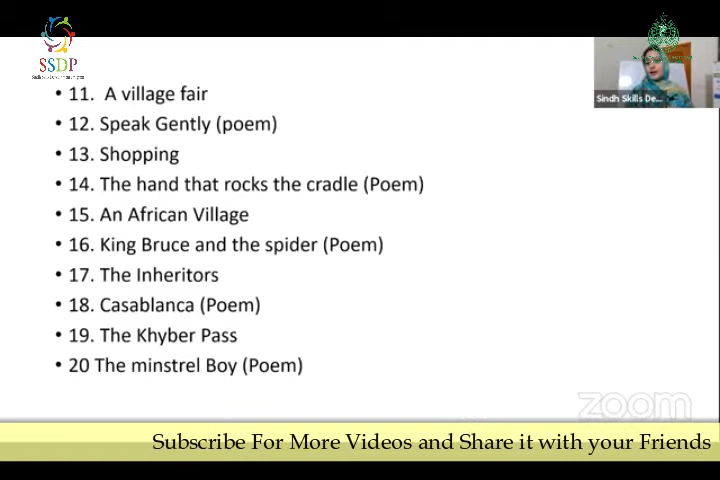 SSDP
• 11. A village fair
Sindh Skills De...
• 12. Speak Gently (poem)
• 13. Shopping
• 14. The hand that rocks the cradle (Poem)
• 15. An African Village
• 16. King Bruce and the spider (Poem)
• 17. The Inheritors
• 18. Casablanca (Poem)
• 19. The Khyber Pass
• 20 The minstrel Boy (Poem)
zoom
Subscribe For More Videos and Share it with your Friends